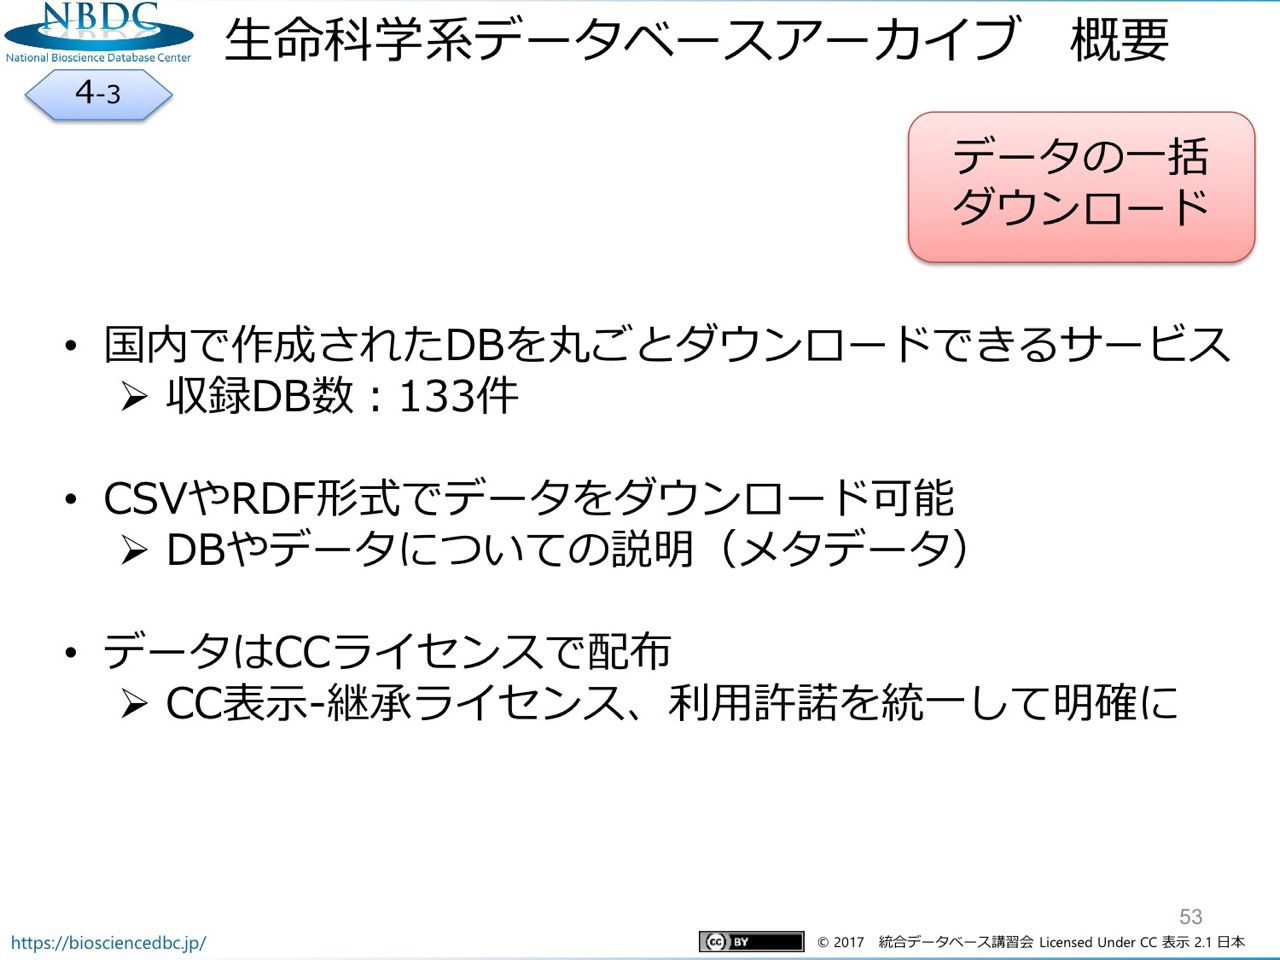 NBDC
National Bioscience Database Center
生命科学系データベースアーカイブ　概要
4-3
データの一括
ダウンロード
• 国内で作成されたDBを丸ごとダウンロードできるサービス
➢ 収録DB数：133件
• CSVやRDF形式でデータをダウンロード可能
➢ DBやデータについての説明（メタデータ）
• データはCCライセンスで配布
➢ CC表示-継承ライセンス、利用許諾を統一して明確に
53
https://biosciencedbc.jp/
cc BY
© 2017　統合データベース講習会 Licensed Under CC 表示 2.1 日本